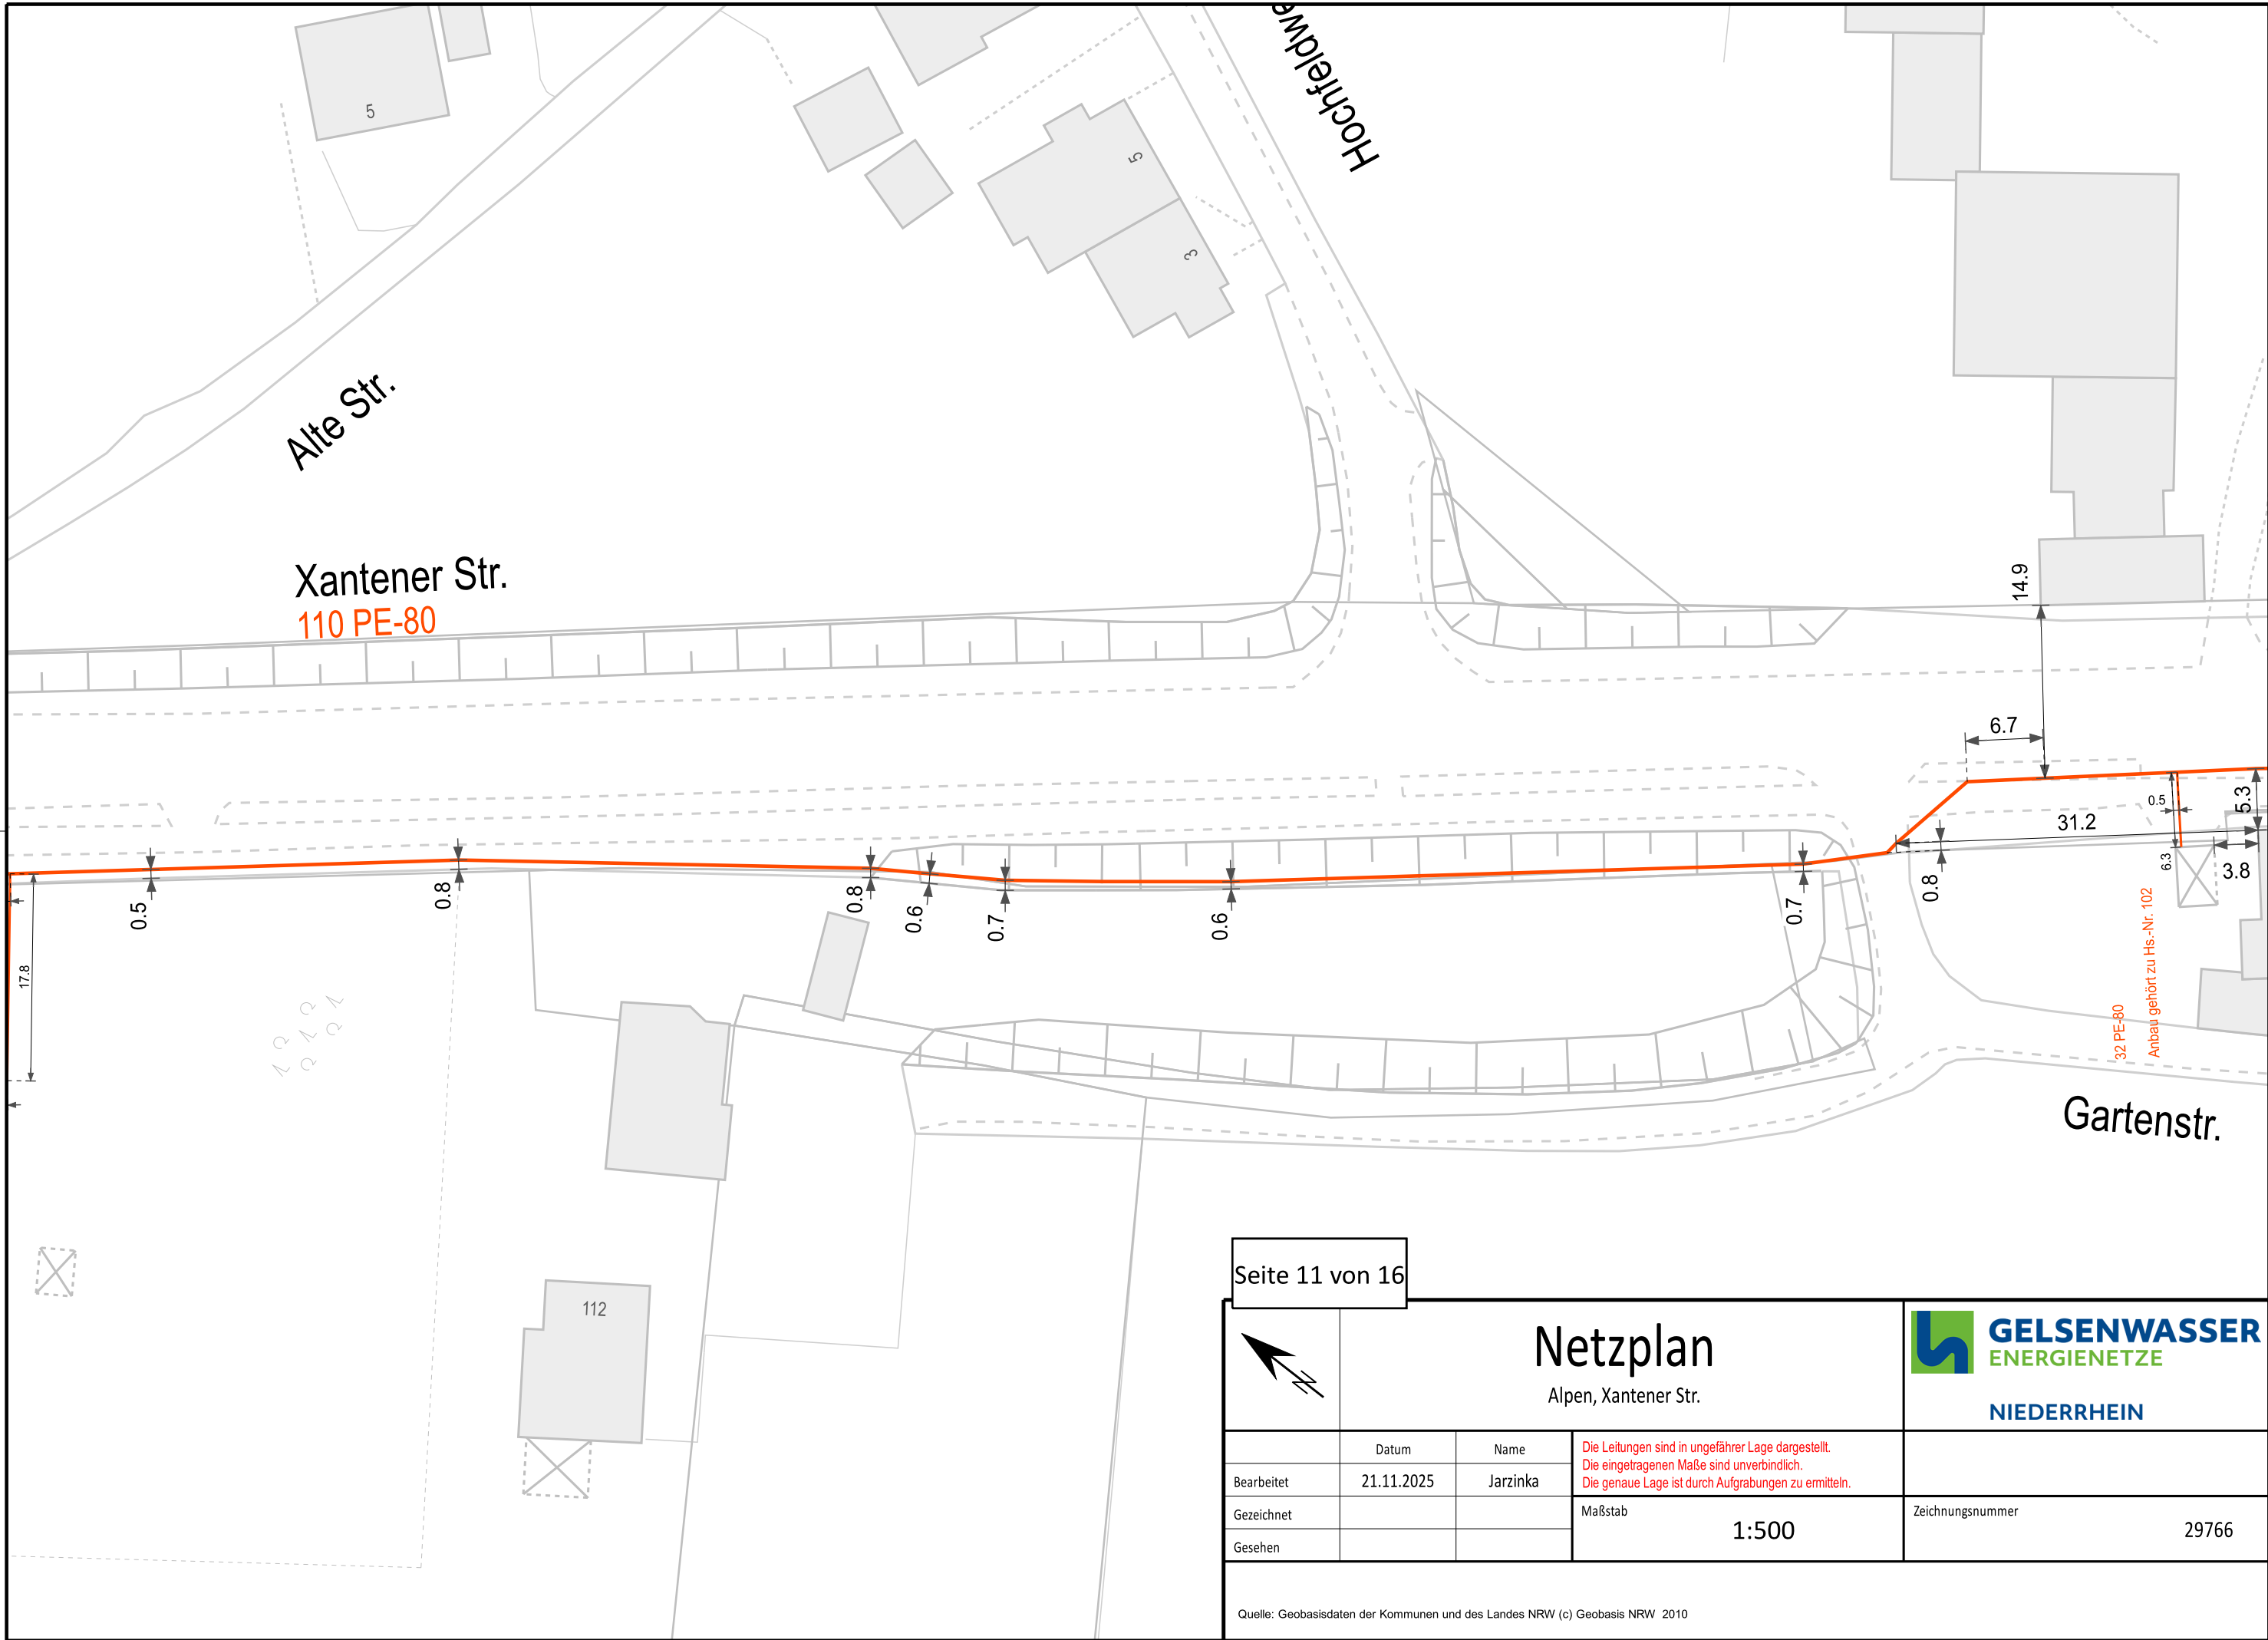 5
Hochfeldwe
5
3
Alte Str.
Xantener Str.
110 PE-80
14.9
6.7
0.5
5.3
31.2
6.3
3.8
0.5
0.8
0.8
0.6
0.7
0.6
0.7
0.8
17.8
32 PE-80
Anbau gehört zu Hs.-Nr. 102
Gartenstr.
112
Seite 11 von 16
Netzplan
Alpen, Xantener Str.
GELSENWASSER
ENERGIENETZE
NIEDERRHEIN
Datum
Name
Bearbeitet
21.11.2025
Jarzinka
Gezeichnet
Gesehen
Die Leitungen sind in ungefährer Lage dargestellt.
Die eingetragenen Maße sind unverbindlich.
Die genaue Lage ist durch Aufgrabungen zu ermitteln.
Maßstab
1:500
Zeichnungsnummer
29766
Quelle: Geobasisdaten der Kommunen und des Landes NRW (c) Geobasis NRW 2010